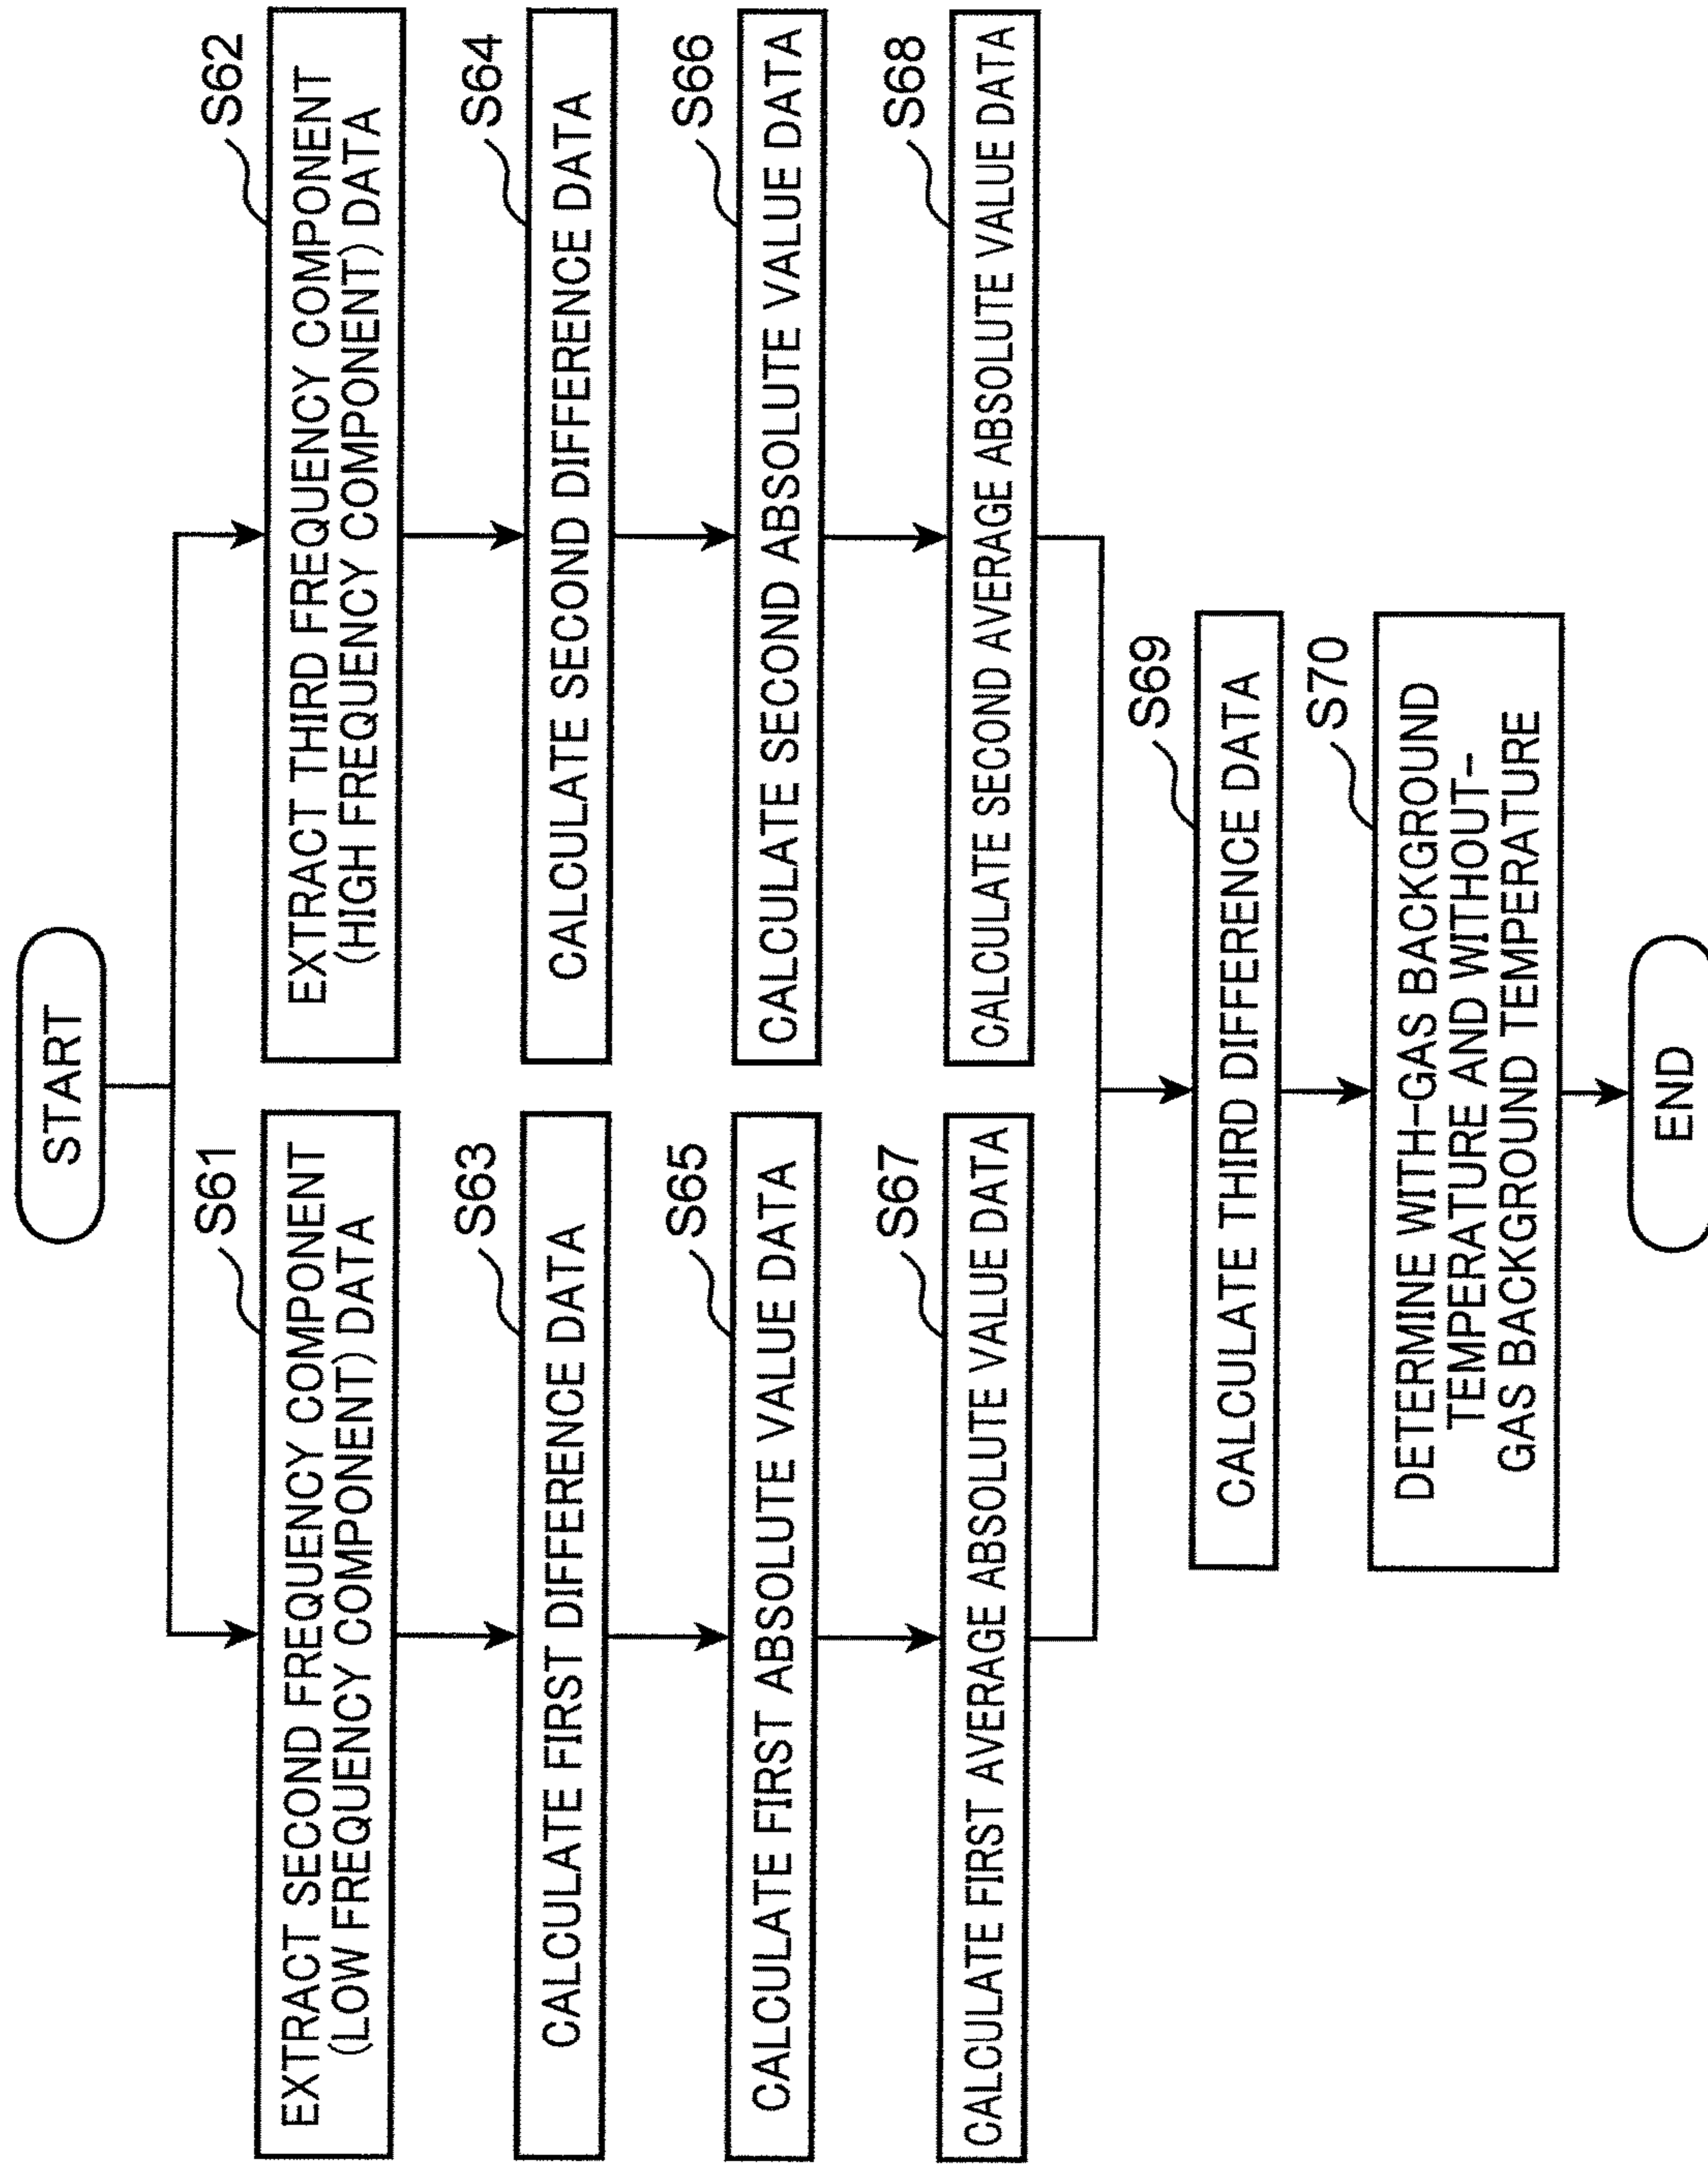 START
S61
EXTRACT SECOND FREQUENCY COMPONENT
(LOW FREQUENCY COMPONENT) DATA
S62
EXTRACT THIRD FREQUENCY COMPONENT
(HIGH FREQUENCY COMPONENT) DATA
S63
CALCULATE FIRST DIFFERENCE DATA
S64
CALCULATE SECOND DIFFERENCE DATA
S65
CALCULATE FIRST ABSOLUTE VALUE DATA
S66
CALCULATE SECOND ABSOLUTE VALUE DATA
S67
CALCULATE FIRST AVERAGE ABSOLUTE VALUE DATA
S68
CALCULATE SECOND AVERAGE ABSOLUTE VALUE DATA
S69
CALCULATE THIRD DIFFERENCE DATA
S70
DETERMINE WITH-GAS BACKGROUND
TEMPERATURE AND WITHOUT-
GAS BACKGROUND TEMPERATURE
END